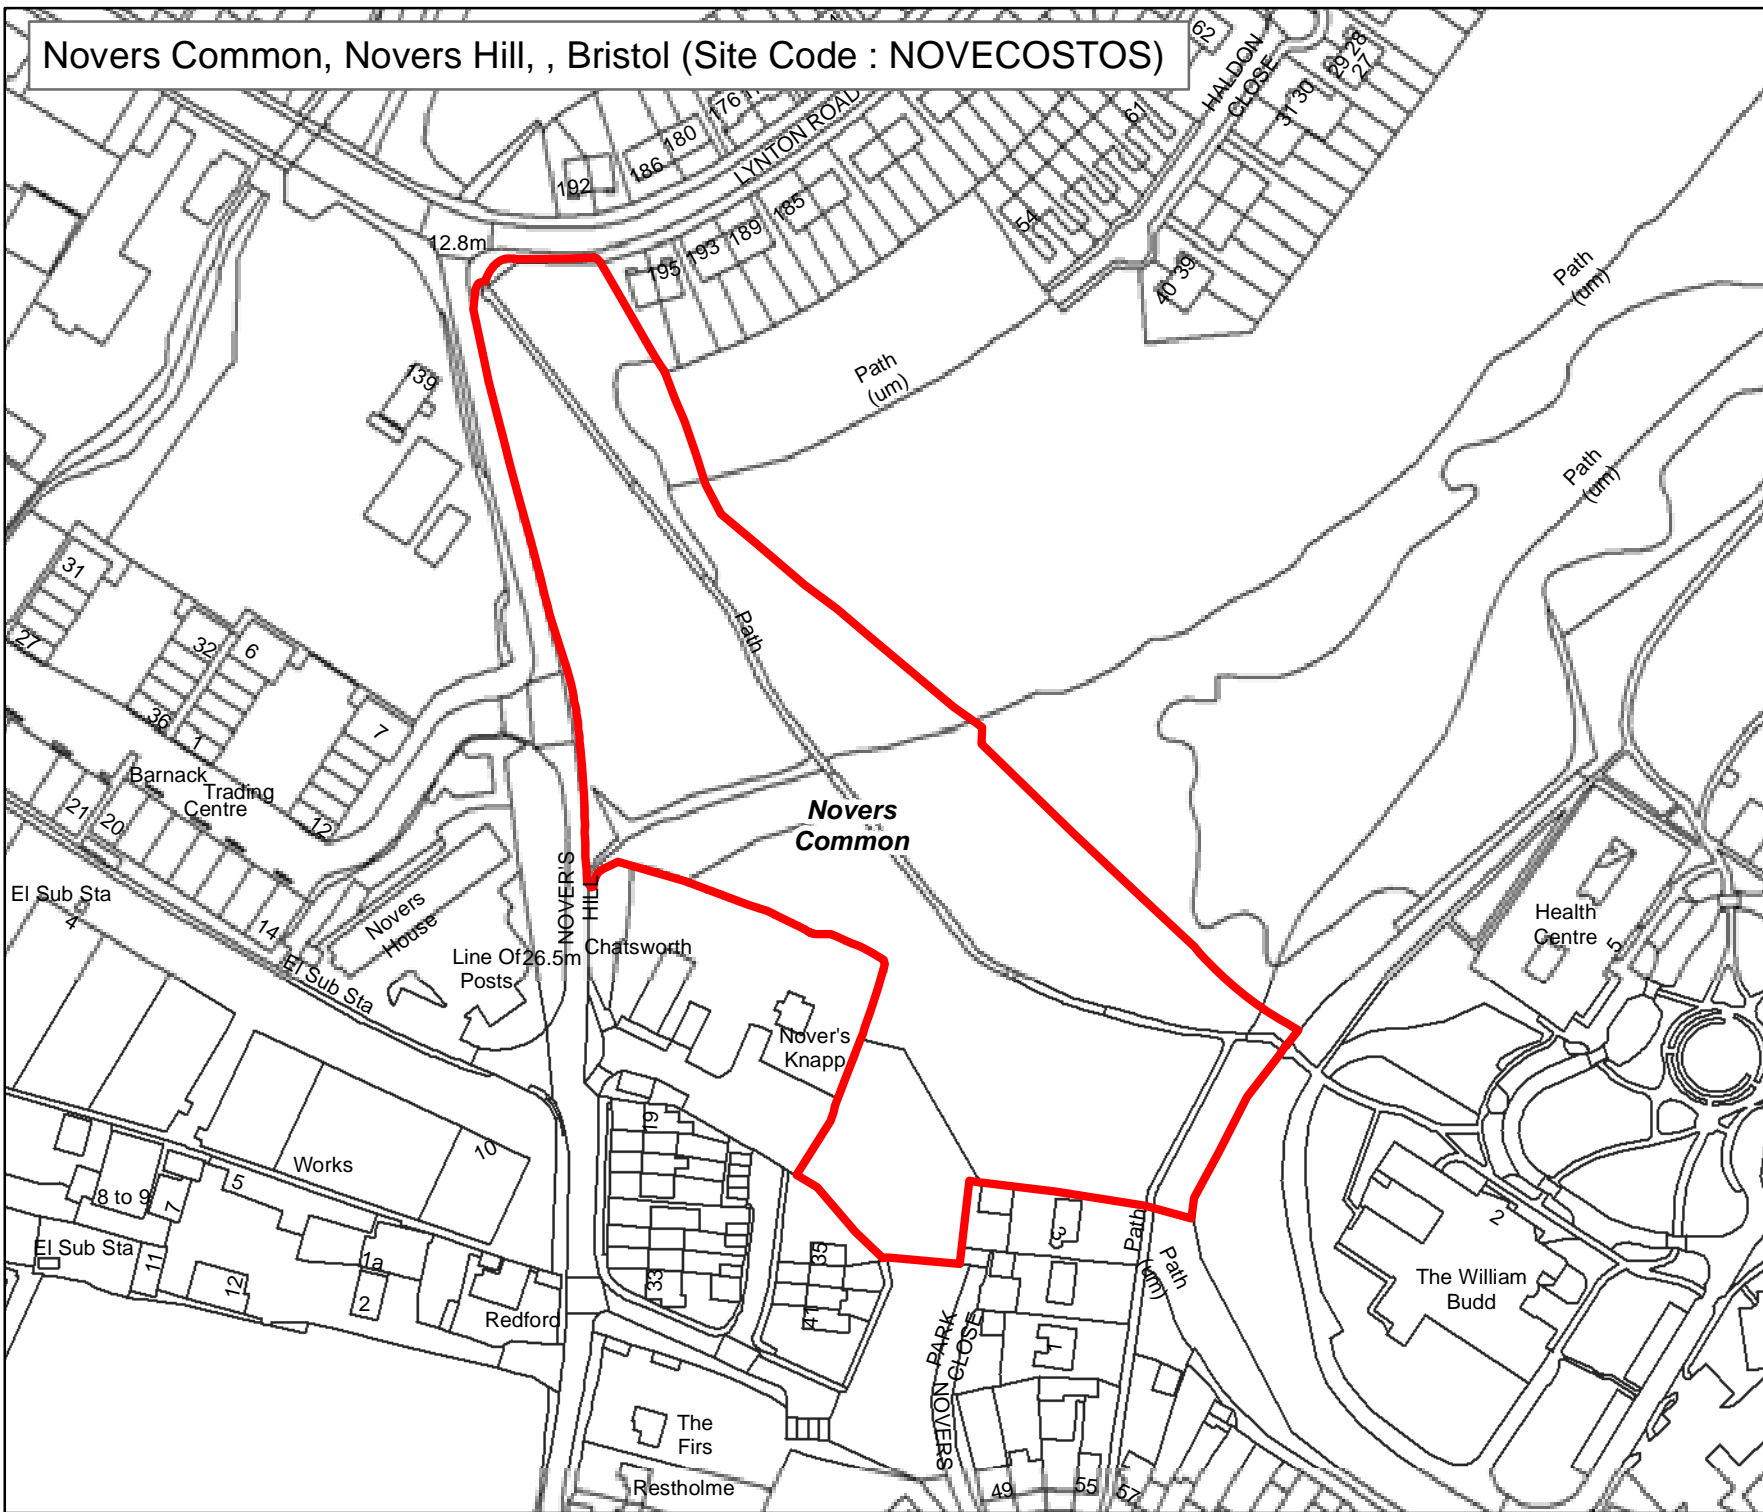 Novers Common, Novers Hill, , Bristol (Site Code : NOVECOSTOS)
62
HALDON
CLOSE
29 28
27
31 30
61
176
180
186
192
LYNTON ROAD
185
189
193
195
54
40 39
12.8m
139
Path
(um)
Path
(um)
Path
(um)
Path
31
27
32
6
36
1
7
Barnack
Trading
Centre
12
21
20
14
El Sub Sta
4
Novers
House
El Sub Sta
Line Of
Posts
26.5m
NOVER'S
HILL
Chatsworth
Novers
Common
Nover's
Knapp
Health
Centre
5
19
33
35
41
3
1
Path
Path
(um)
PARK
CLOSE
NOVERS
Works
10
5
8 to 9
7
El Sub Sta
11
12
1a
2
Redford
The
Firs
Restholme
49
55
57
2
The William
Budd